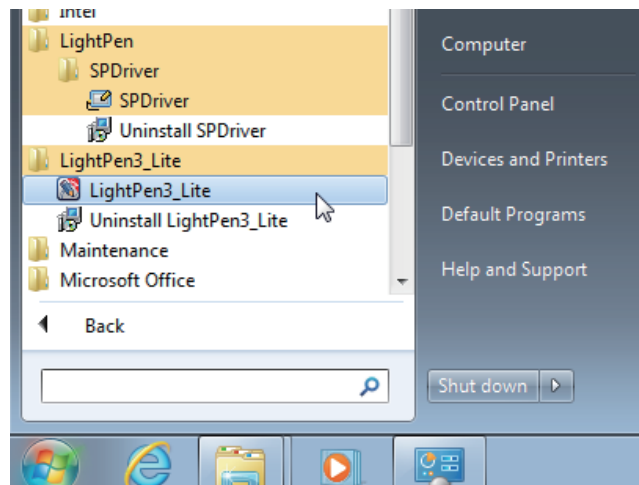 Intel
LightPen
SPDriver
SPDriver
Uninstall SPDriver
LightPen3_Lite
LightPen3_Lite
Uninstall LightPen3_Lite
Maintenance
Microsoft Office
Back
Computer
Control Panel
Devices and Printers
Default Programs
Help and Support
Shut down